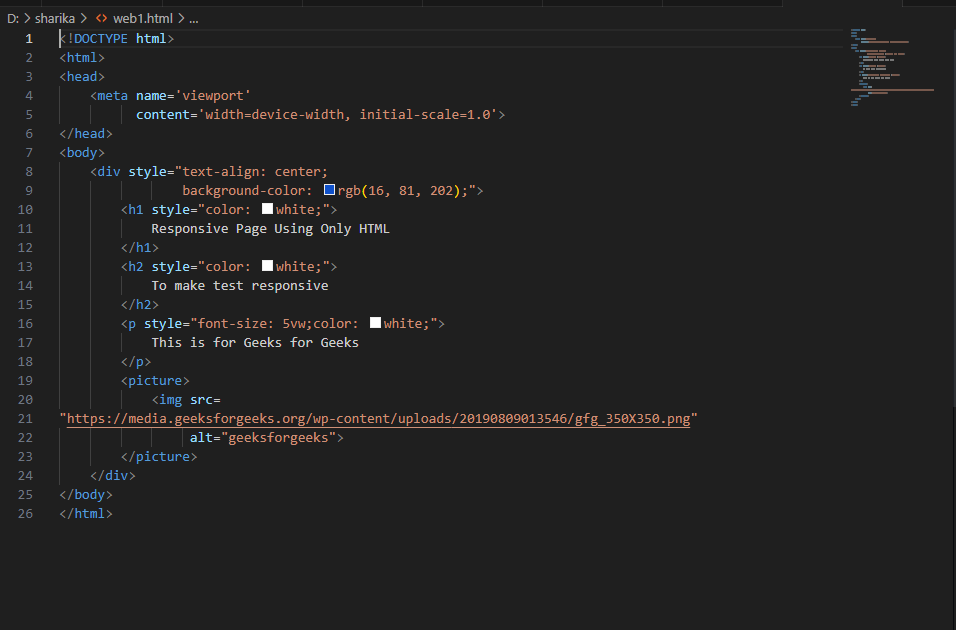 D: > sharika > <> web1.html > ...
1 <!DOCTYPE html>
2 <html>
3 <head>
4 <meta name='viewport'
5 content='width=device-width, initial-scale=1.0'>
6 </head>
7 <body>
8 <div style="text-align: center;
9 background-color: rgb(16, 81, 202);">
10 <h1 style="color: white;">
11 Responsive Page Using Only HTML
12 </h1>
13 <h2 style="color: white;">
14 To make test responsive
15 </h2>
16 <p style="font-size: 5vw;color: white;">
17 This is for Geeks for Geeks
18 </p>
19 <picture>
20 <img src=
21 "https://media.geeksforgeeks.org/wp-content/uploads/20190809013546/gfg_350X350.png"
22 alt="geeksforgeeks">
23 </picture>
24 </div>
25 </body>
26 </html>